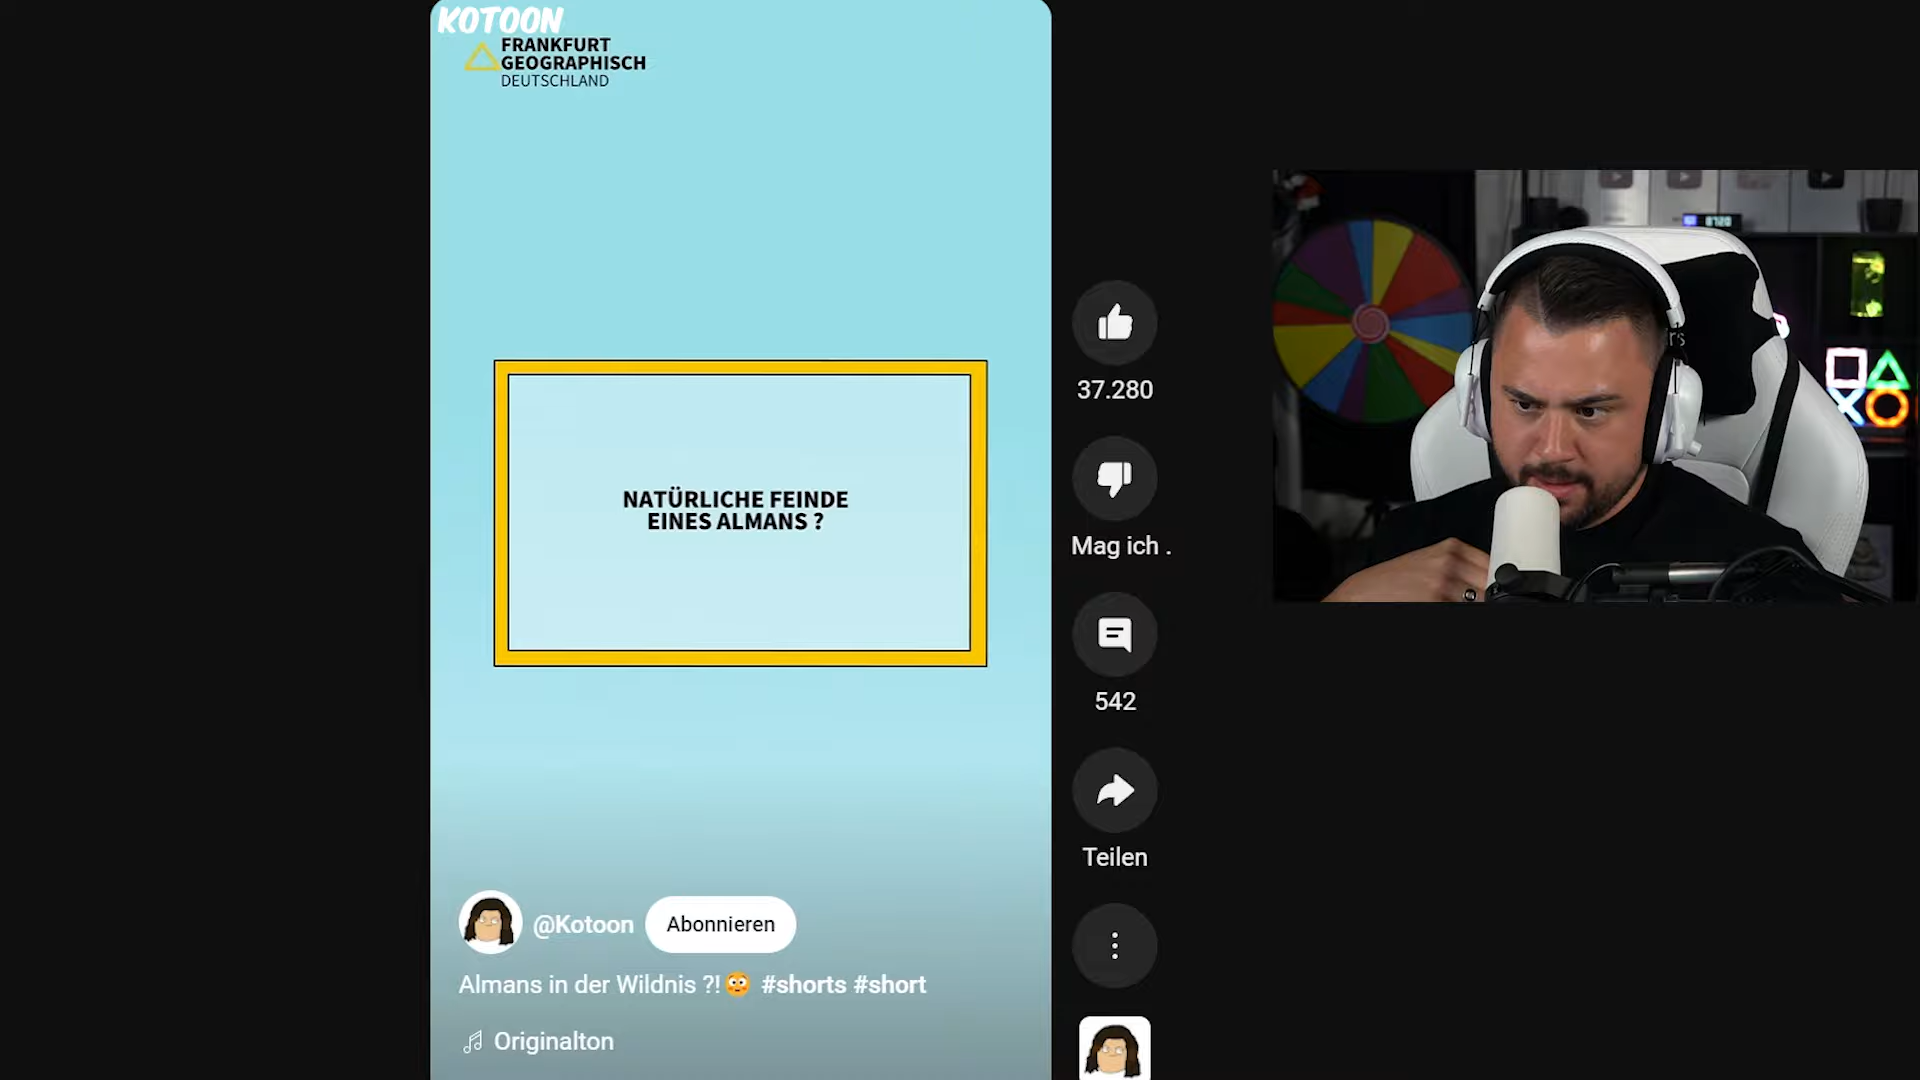 KOTOON
FRANKFURT
GEOGRAPHISCH
DEUTSCHLAND
NATÜRLICHE FEINDE
EINES ALMANS ?
37.280
Mag ich .
542
Teilen
@Kotoon
Abonnieren
Almans in der Wildnis ?!😳 #shorts #short
Originalton